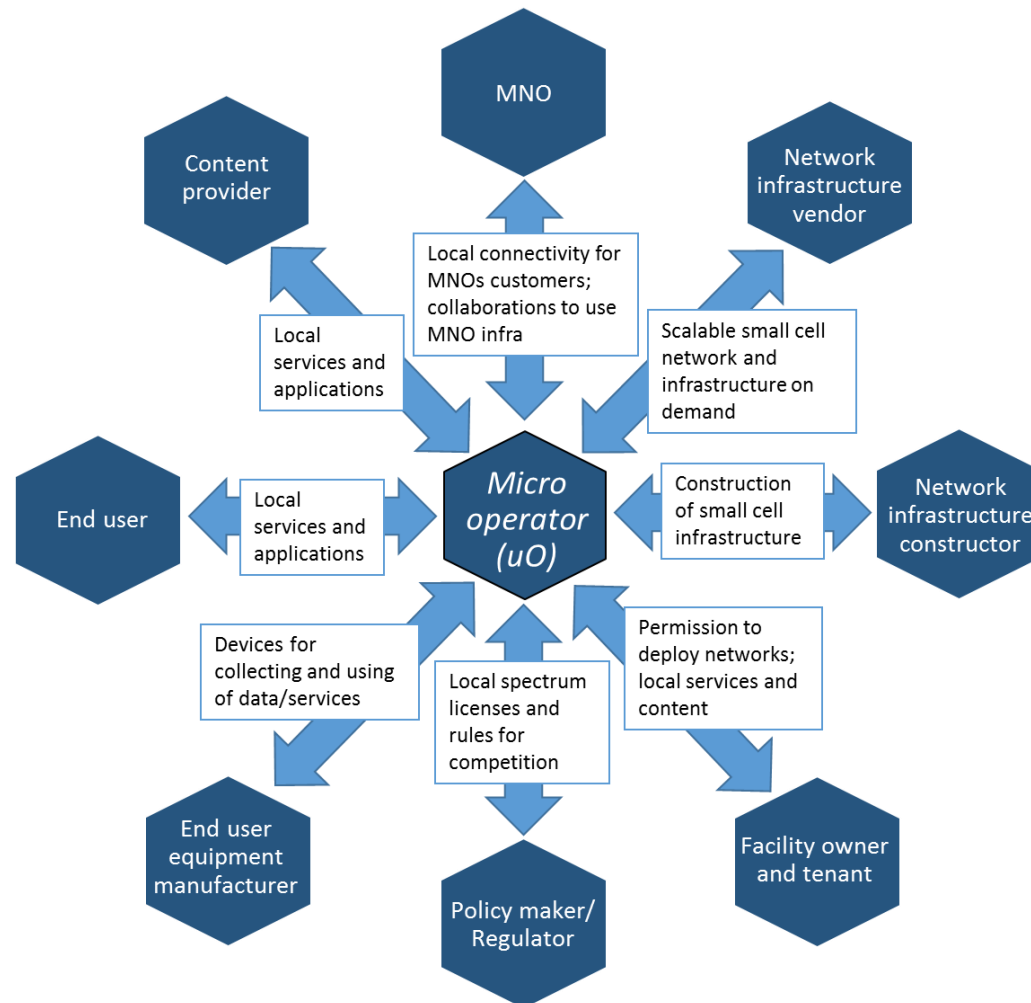 MNO
Content
provider
Network
infrastructure
vendor
Local connectivity for
MNOs customers;
collaborations to use
MNO infra
Local
services and
applications
Scalable small cell
network and
infrastructure on
demand
End user
Local
services and
applications
Micro
operator
(uO)
Construction
of small cell
infrastructure
Network
infrastructure
constructor
Devices for
collecting and using
of data/services
Local spectrum
licenses and
rules for
competition
Permission to
deploy networks;
local services and
content
End user
equipment
manufacturer
Policy maker/
Regulator
Facility owner
and tenant